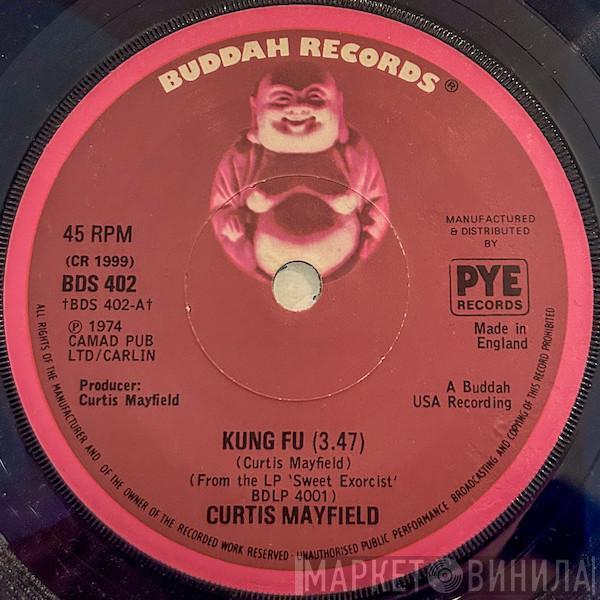 BUDDAH RECORDS ®
45 RPM
(CR 1999)
BDS 402
†BDS 402-A†
℗ 1974
CAMAD PUB
LTD/CARLIN
Producer:
Curtis Mayfield
MANUFACTURED
& DISTRIBUTED
BY
PYE
RECORDS
Made in
England
A Buddah
USA Recording
KUNG FU (3.47)
(Curtis Mayfield)
(From the LP 'Sweet Exorcist'
BDLP 4001)
CURTIS MAYFIELD
ALL RIGHTS OF THE MANUFACTURER AND OF THE OWNER OF THE RECORDED WORK RESERVED · UNAUTHORISED PUBLIC PERFORMANCE BROADCASTING AND COPYING OF THIS RECORD PROHIBITED
МАРКЕТ ВИНИЛА